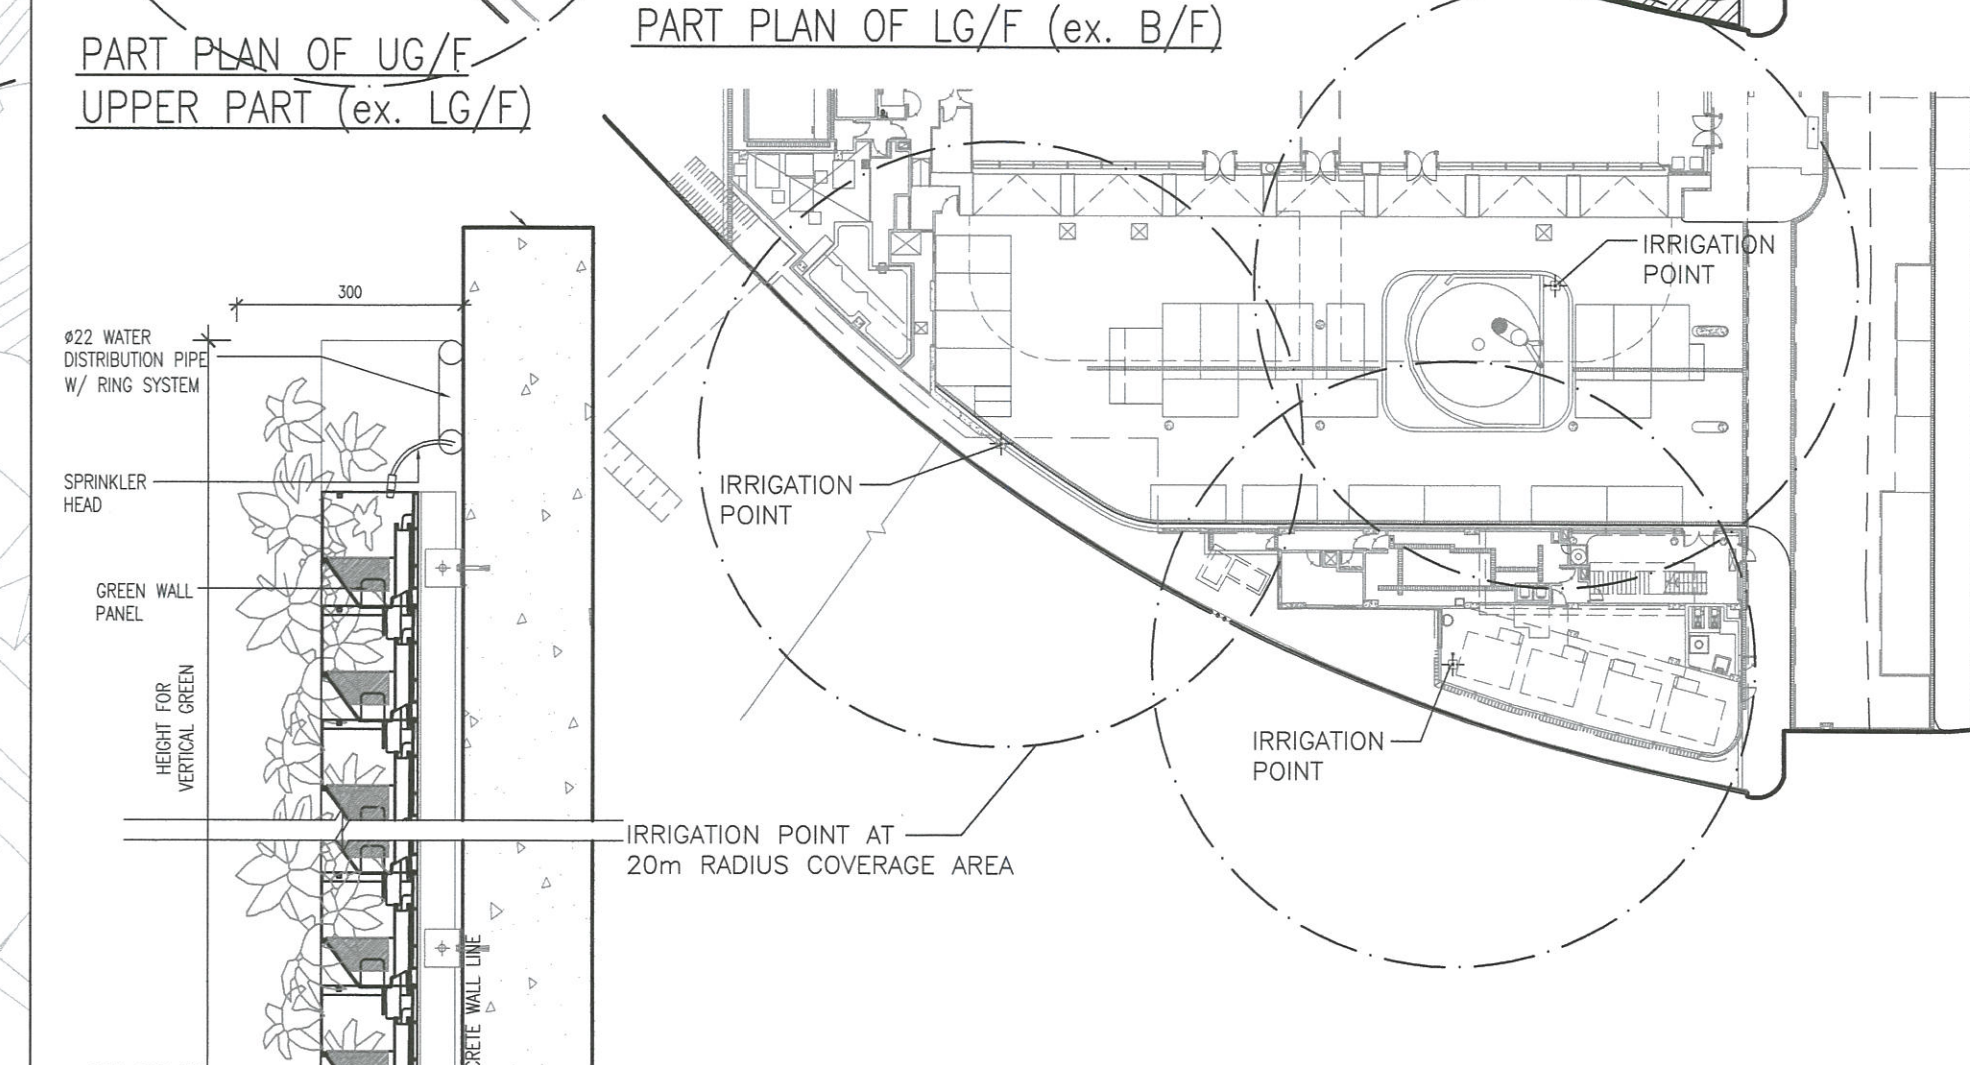 PART PLAN OF UG/F
UPPER PART (ex. LG/F)
PART PLAN OF LG/F (ex. B/F)
300
ø22 WATER
DISTRIBUTION PIPE
W/ RING SYSTEM
SPRINKLER
HEAD
GREEN WALL
PANEL
HEIGHT FOR
VERTICAL GREEN
CRETE WALL LINE
IRRIGATION
POINT
IRRIGATION
POINT
IRRIGATION
POINT
IRRIGATION POINT AT
20m RADIUS COVERAGE AREA